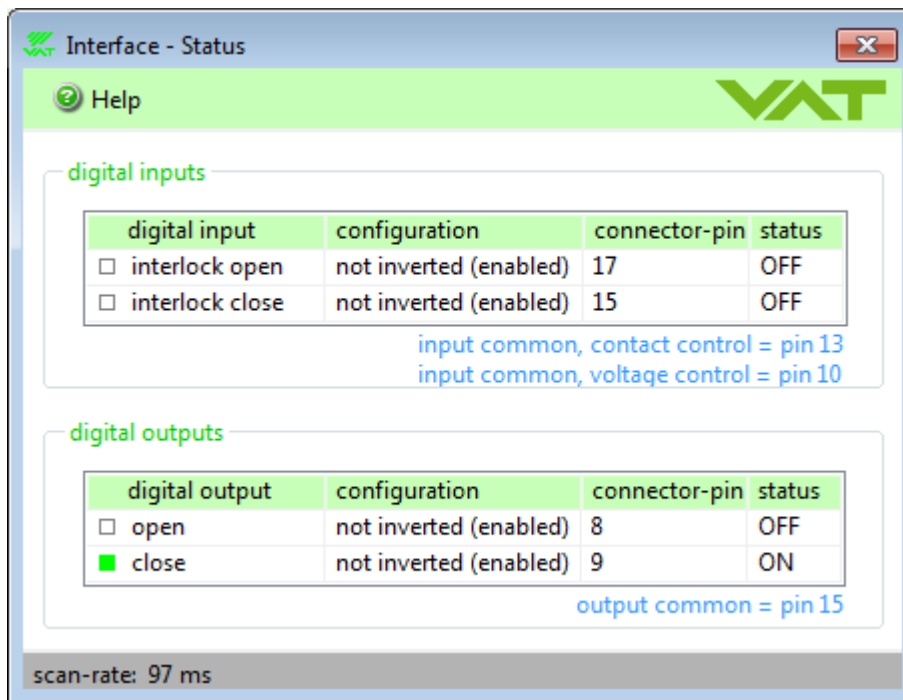 VAT Interface - Status
Help VAT
digital inputs
digital input configuration connector-pin status
interlock open not inverted (enabled) 17 OFF
interlock close not inverted (enabled) 15 OFF
input common, contact control = pin 13
input common, voltage control = pin 10
digital outputs
digital output configuration connector-pin status
open not inverted (enabled) 8 OFF
close not inverted (enabled) 9 ON
output common = pin 15
scan-rate: 97 ms